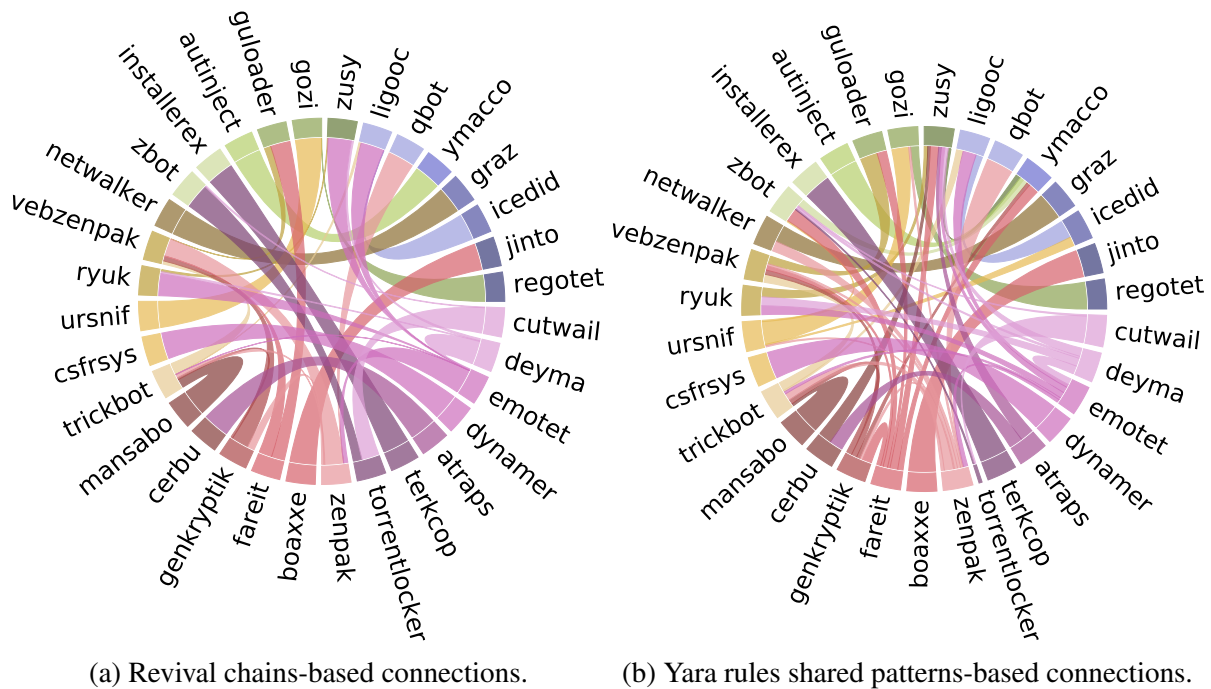 guloader
autinject
installerex
zbot
netwalker
vebzenpak
ryuk
ursnif
csfrsys
trickbot
mansabo
cerbu
genkryptik
fareit
boaxxe
zenpak
torrentlocker
terkcop
atraps
dynamer
emotet
deyma
cutwail
regotet
jinto
icedid
graz
ymacco
qbot
ligooc
zusy
gozi
(a) Revival chains-based connections.
guloader
autinject
installerex
zbot
netwalker
vebzenpak
ryuk
ursnif
csfrsys
trickbot
mansabo
cerbu
genkryptik
fareit
boaxxe
zenpak
torrentlocker
terkcop
atraps
dynamer
emotet
deyma
cutwail
regotet
jinto
icedid
graz
ymacco
qbot
ligooc
zusy
gozi
(b) Yara rules shared patterns-based connections.